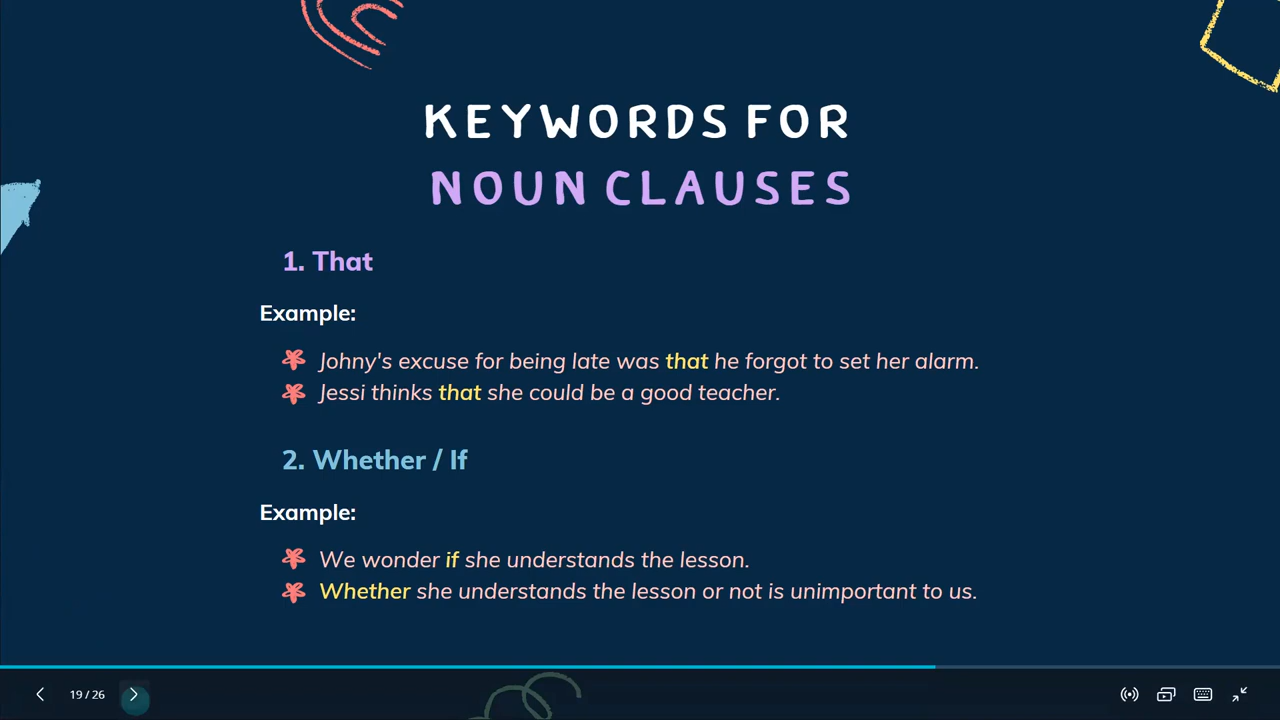 KEYWORDS FOR
NOUN CLAUSES
1. That
Example:
Johny's excuse for being late was that he forgot to set her alarm.
Jessi thinks that she could be a good teacher.
2. Whether / If
Example:
We wonder if she understands the lesson.
Whether she understands the lesson or not is unimportant to us.
19 / 26